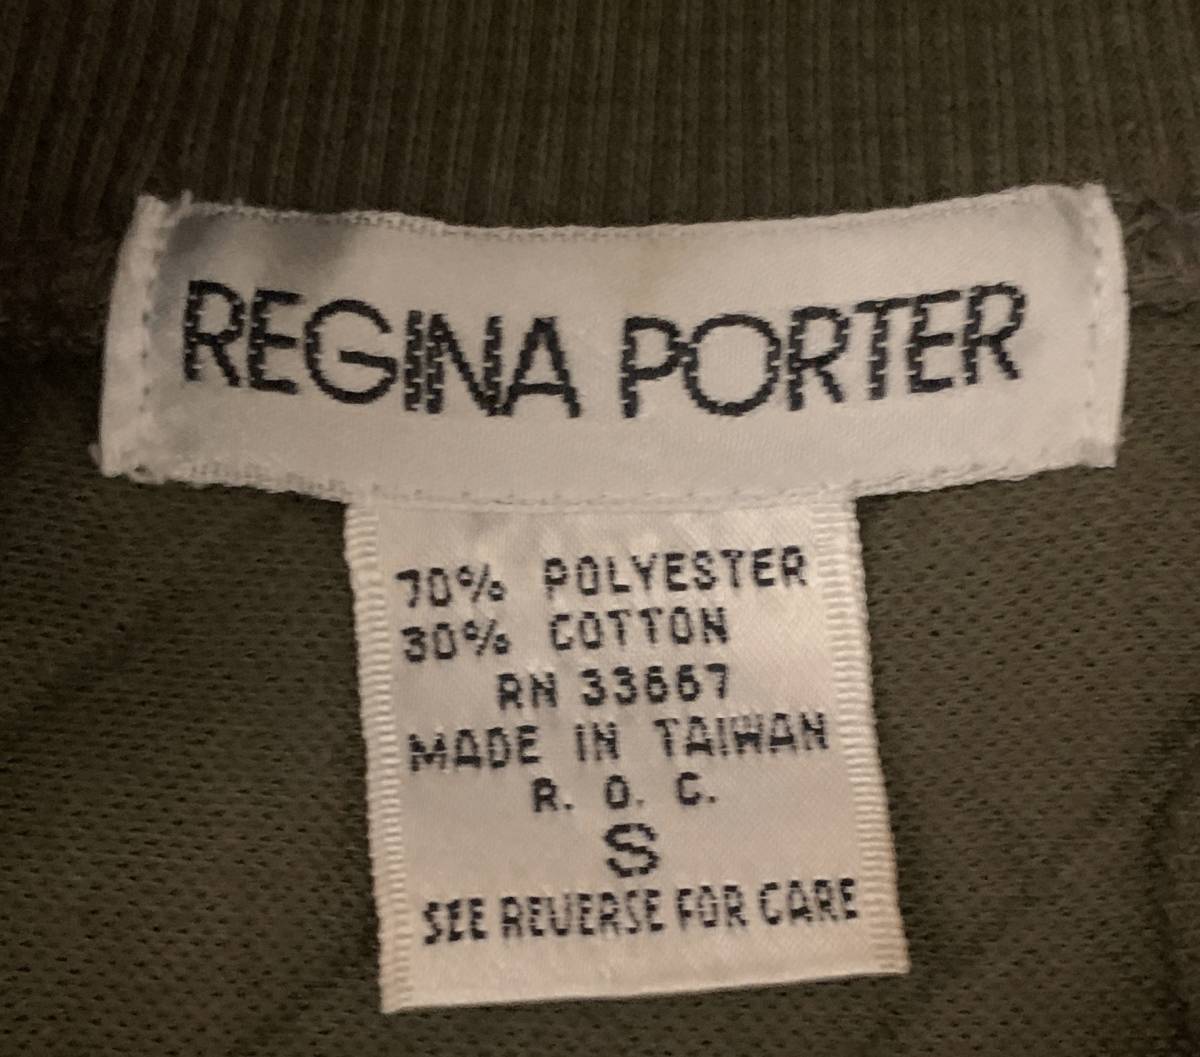 REGINA PORTER
70% POLYESTER
30% COTTON
RN 33667
MADE IN TAIWAN
R. O. C.
S
SEE REVERSE FOR CARE